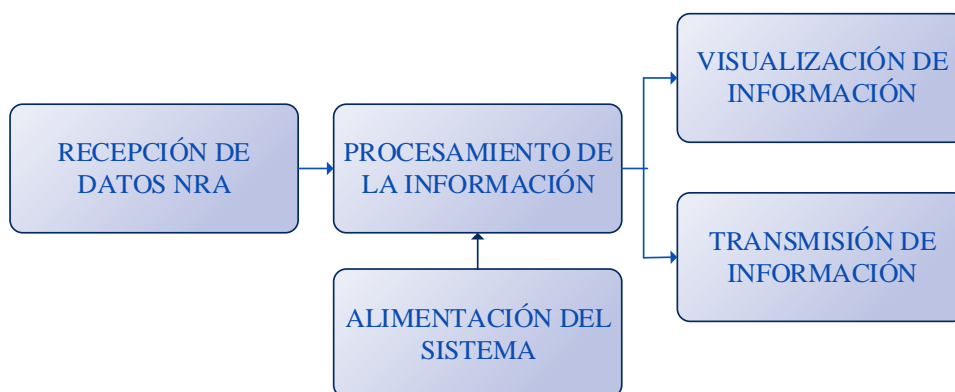 RECEPCIÓN DE
DATOS NRA
PROCESAMIENTO DE
LA INFORMACIÓN
ALIMENTACIÓN DEL
SISTEMA
VISUALIZACIÓN DE
INFORMACIÓN
TRANSMISIÓN DE
INFORMACIÓN